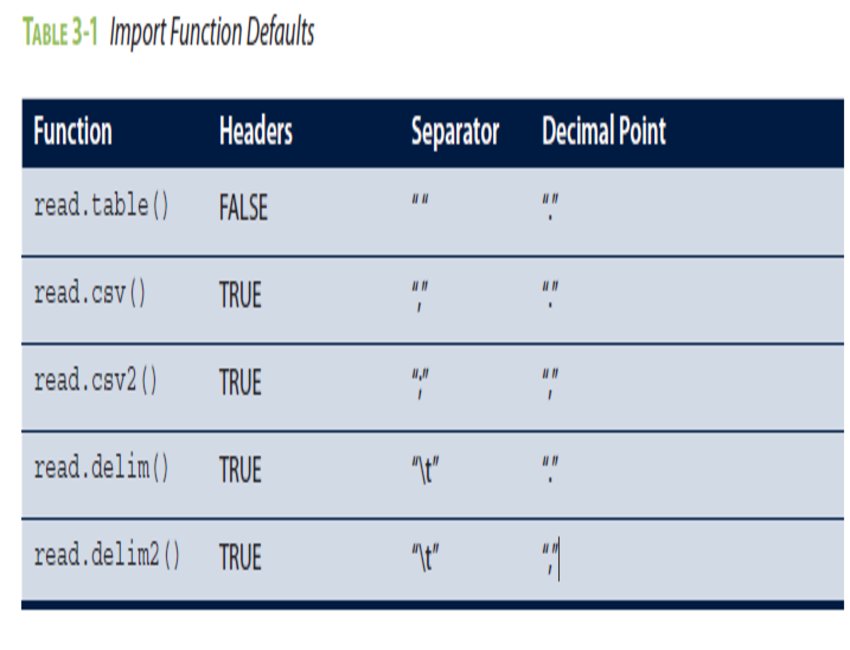 TABLE 3-1 Import Function Defaults
Function Headers Separator Decimal Point
read.table() FALSE “ ” “.”
read.csv() TRUE “,” “.”
read.csv2() TRUE “;” “,”
read.delim() TRUE “\t” “.”
read.delim2() TRUE “\t” “,”